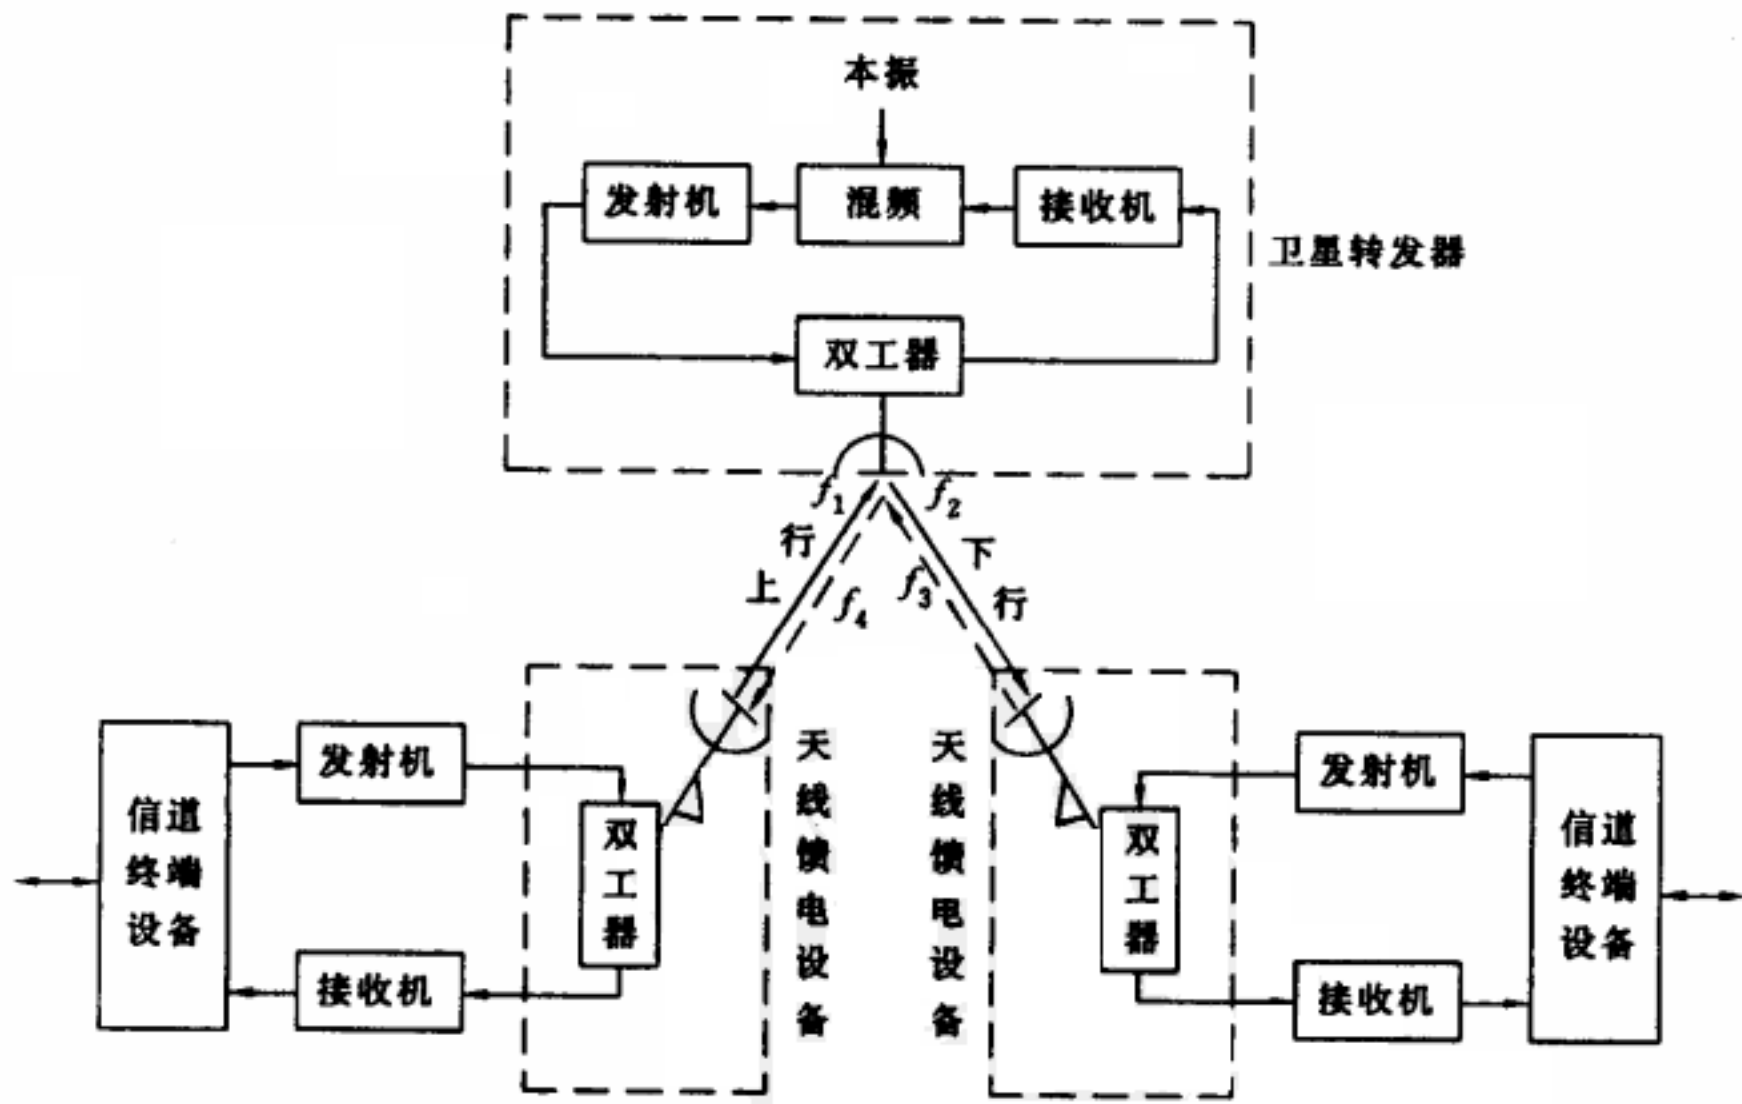 本振
发射机
混频
接收机
卫星转发器
双工器
f₁
f₂
上行
下行
f₄
f₃
信道
终端
设备
发射机
接收机
双工器
天线馈电设备
天线馈电设备
双工器
发射机
接收机
信道
终端
设备